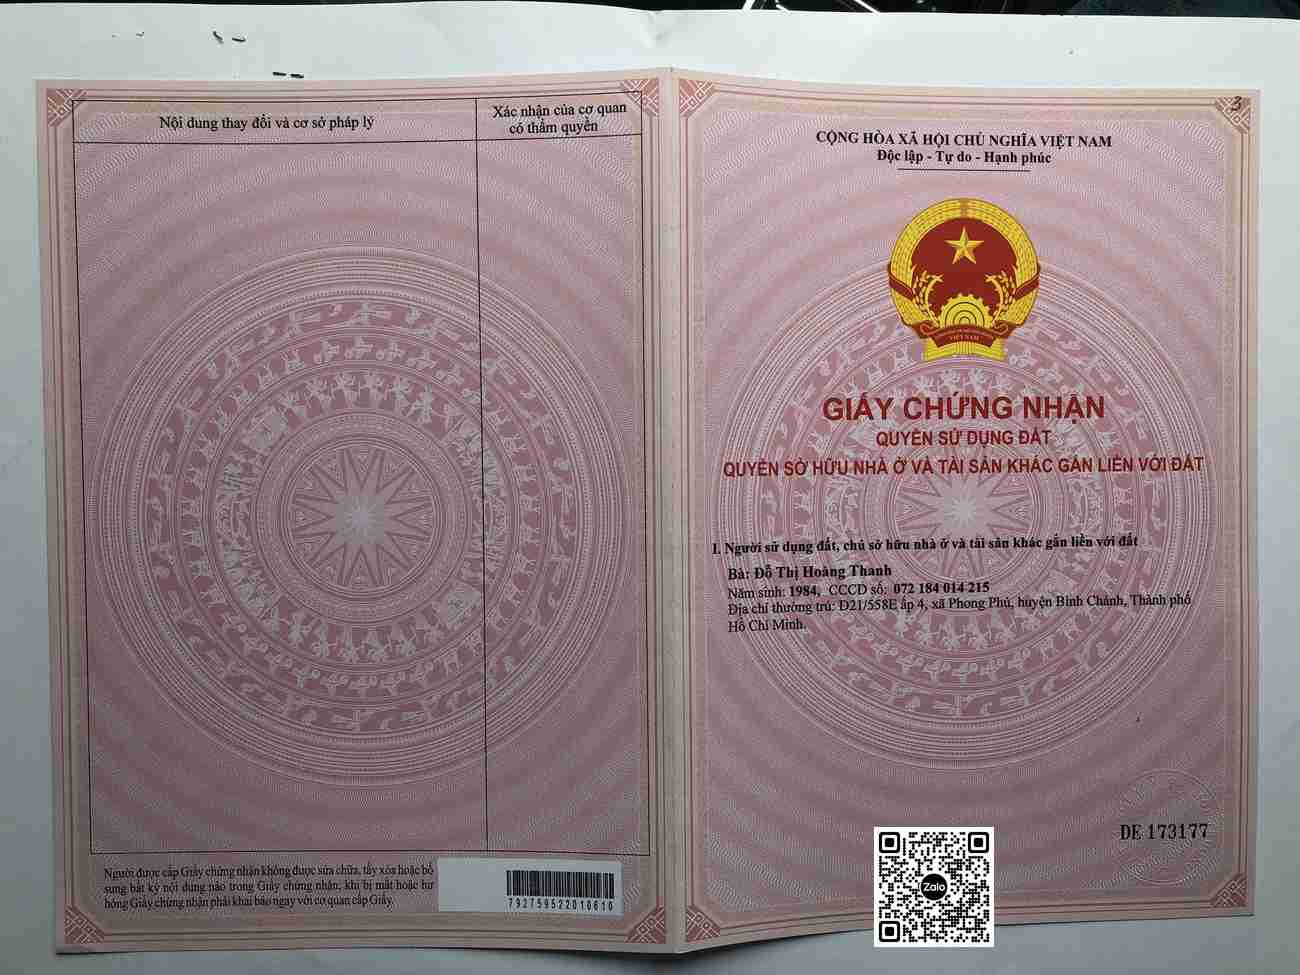 Nội dung thay đổi và cơ sở pháp lý
Xác nhận của cơ quan
có thẩm quyền
Người được cấp Giấy chứng nhận không được sửa chữa, tẩy xóa hoặc bổ
sung bất kỳ nội dung nào trong Giấy chứng nhận; khi bị mất hoặc hư
hỏng Giấy chứng nhận phải khai báo ngay với cơ quan cấp Giấy.
792759522010610
3
CỘNG HÒA XÃ HỘI CHỦ NGHĨA VIỆT NAM
Độc lập - Tự do - Hạnh phúc
VIỆT NAM
GIẤY CHỨNG NHẬN
QUYỀN SỬ DỤNG ĐẤT
QUYỀN SỞ HỮU NHÀ Ở VÀ TÀI SẢN KHÁC GẮN LIỀN VỚI ĐẤT
I. Người sử dụng đất, chủ sở hữu nhà ở và tài sản khác gắn liền với đất
Bà: Đỗ Thị Hoàng Thanh
Năm sinh: 1984, CCCD số: 072 184 014 215
Địa chỉ thường trú: D21/558E ấp 4, xã Phong Phú, huyện Bình Chánh, Thành phố
Hồ Chí Minh.
DE 173177
Zalo